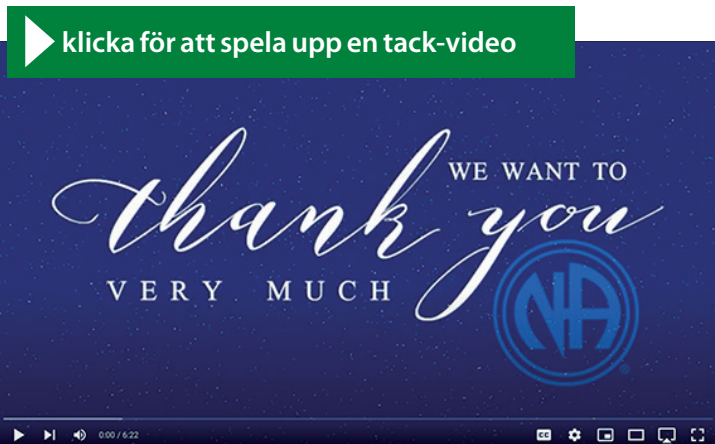 klicka för att spela upp en tack-video
WE WANT TO
thank you
VERY MUCH
NA
®
0:00 / 6:22
CC